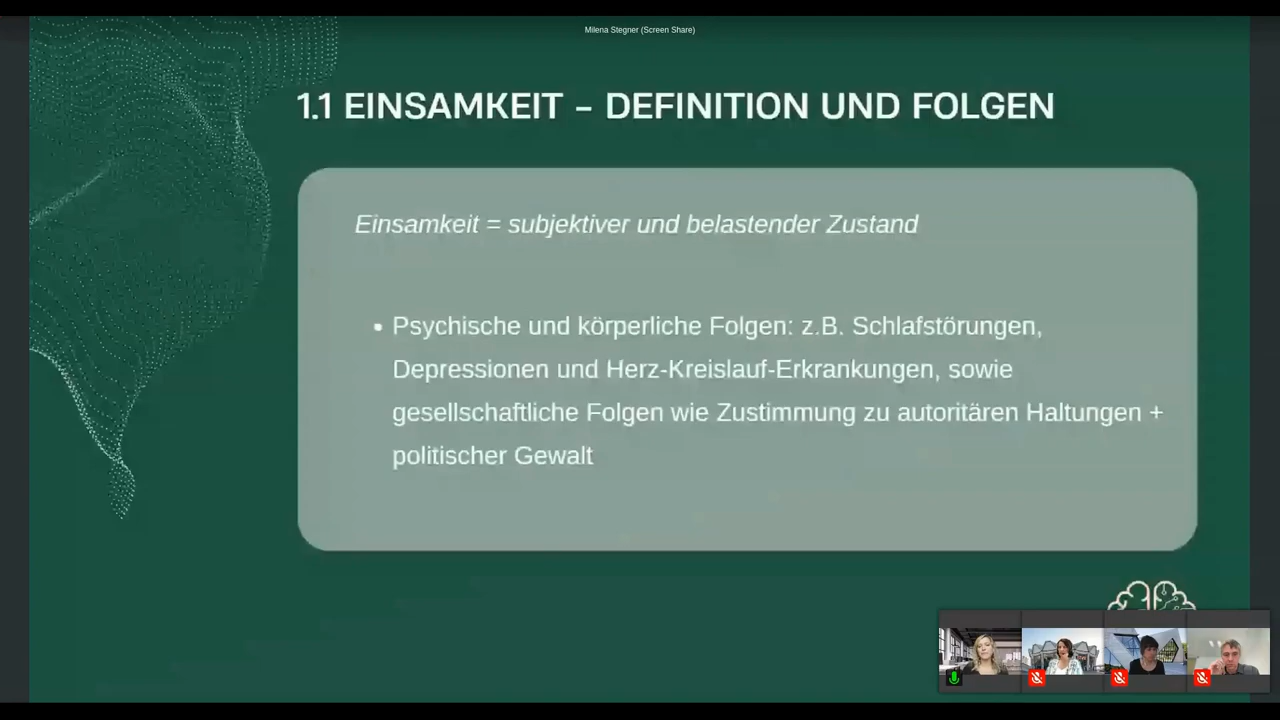 Milena Stegner (Screen Share)
1.1 EINSAMKEIT – DEFINITION UND FOLGEN
Einsamkeit = subjektiver und belastender Zustand
• Psychische und körperliche Folgen: z.B. Schlafstörungen,
Depressionen und Herz-Kreislauf-Erkrankungen, sowie
gesellschaftliche Folgen wie Zustimmung zu autoritären Haltungen +
politischer Gewalt